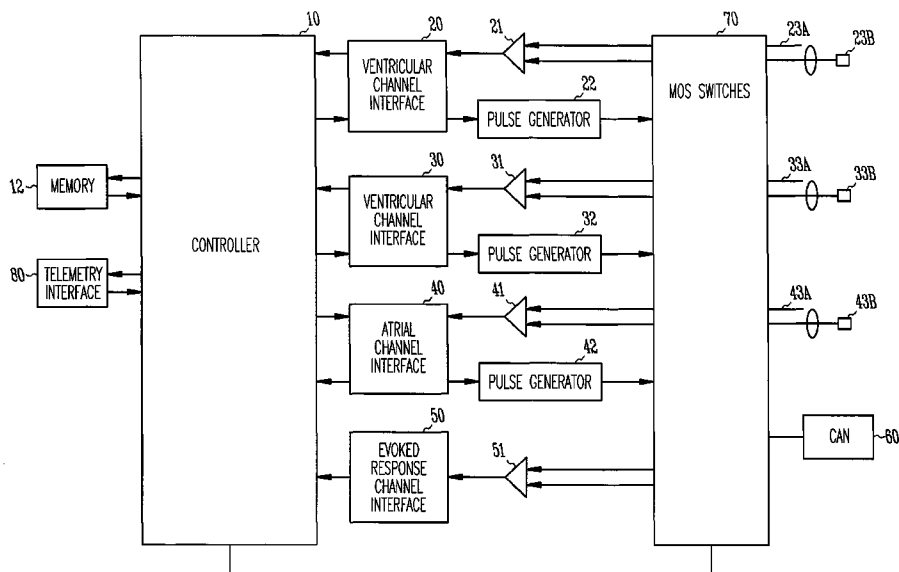 10
20
21
70
23A
23B
VENTRICULAR
CHANNEL
INTERFACE
MOS SWITCHES
22
PULSE GENERATOR
30
31
33A
33B
12
MEMORY
VENTRICULAR
CHANNEL
INTERFACE
32
PULSE GENERATOR
CONTROLLER
80
TELEMETRY
INTERFACE
40
41
43A
43B
ATRIAL
CHANNEL
INTERFACE
42
PULSE GENERATOR
50
51
EVOKED
RESPONSE
CHANNEL
INTERFACE
CAN
60